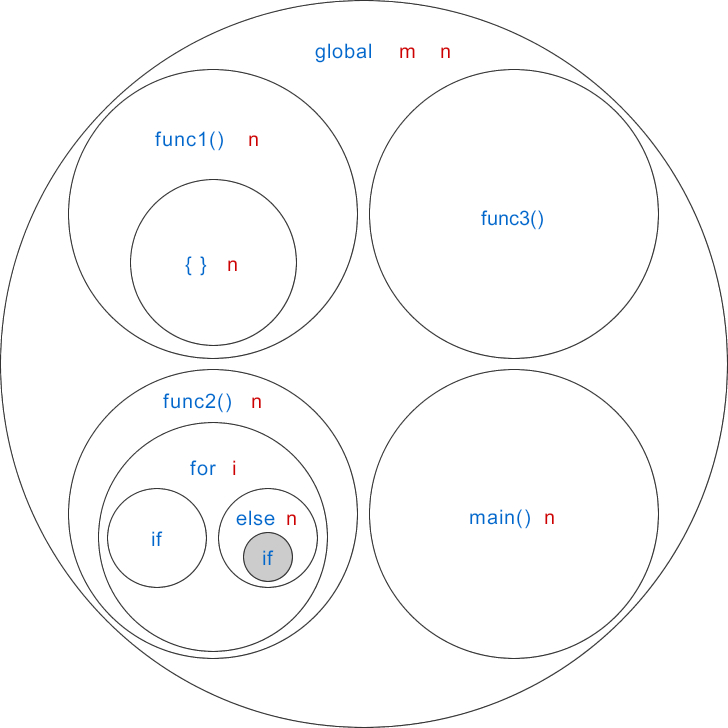 global m n
func1() n
{ } n
func3()
func2() n
for i
if
else n
if
main() n